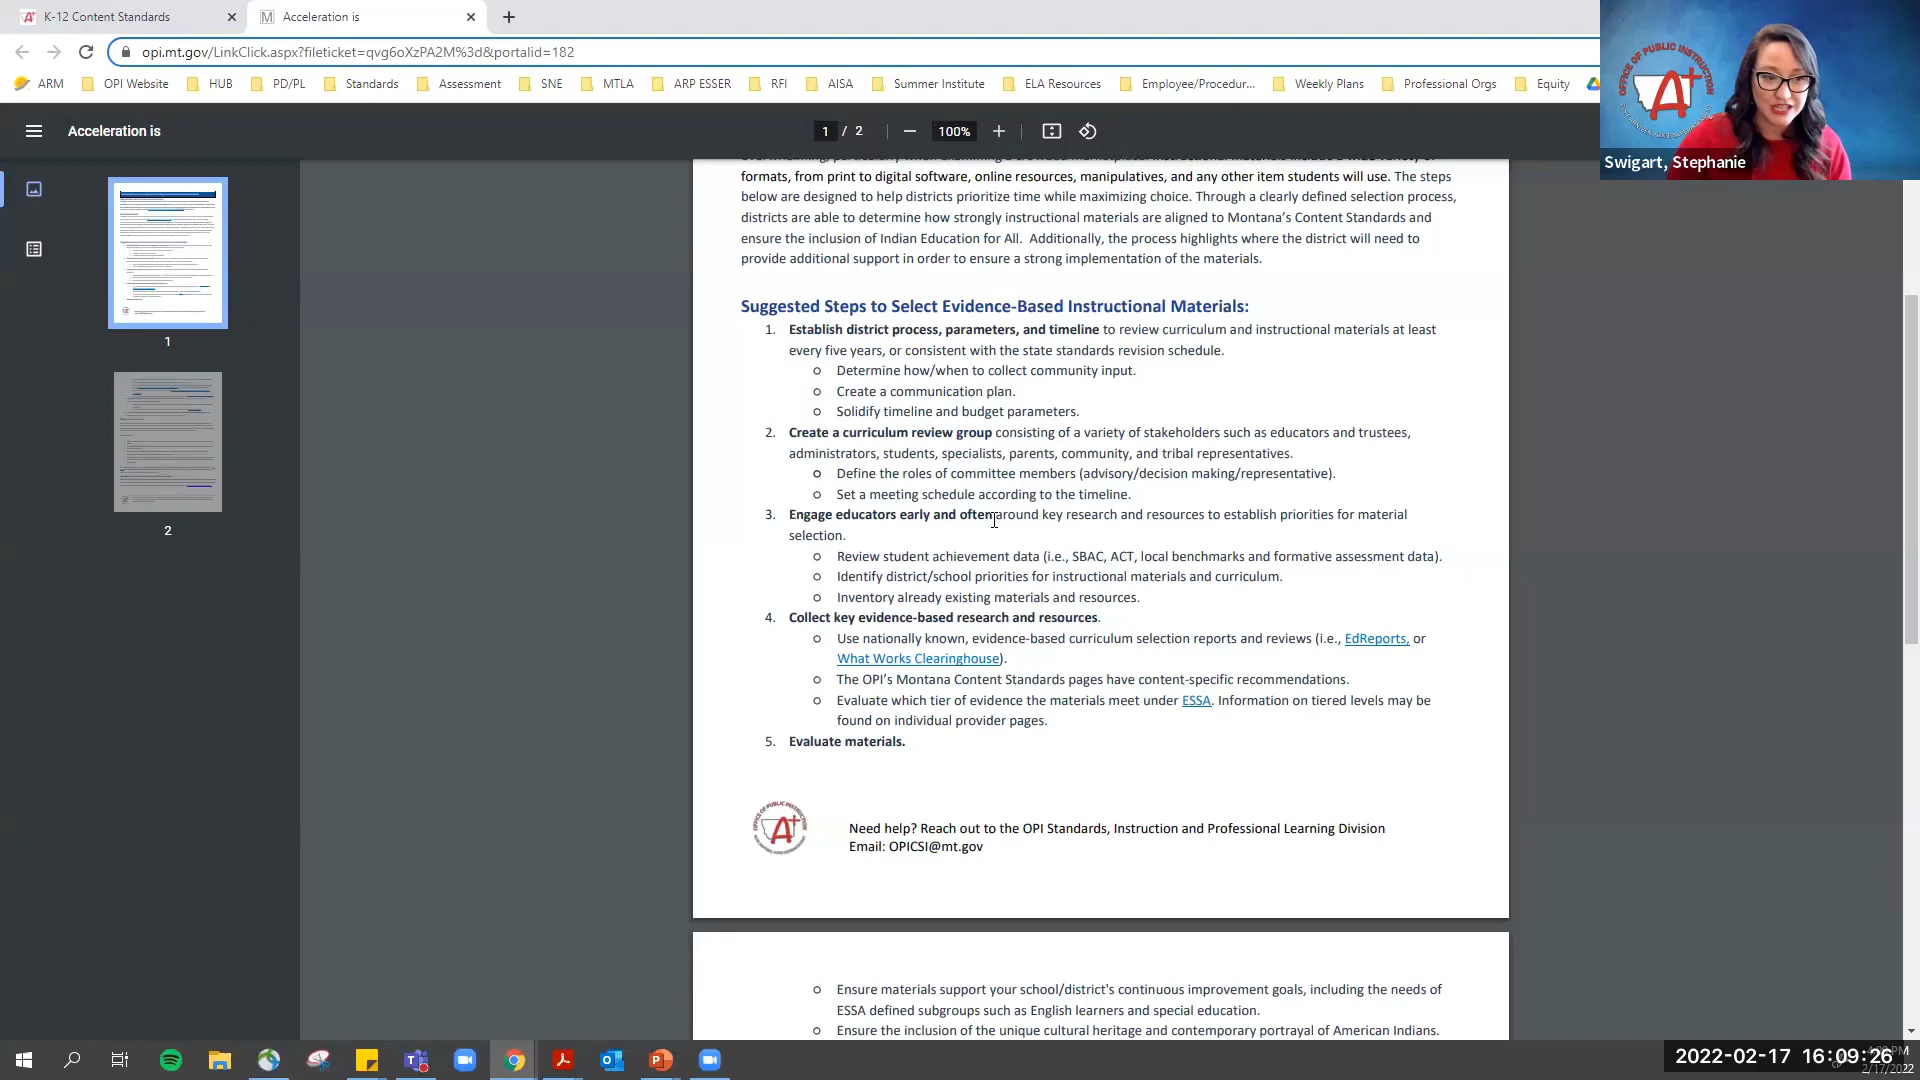 K-12 Content Standards
Acceleration is
opi.mt.gov/LinkClick.aspx?fileticket=qvg6oXzPA2M%3d&portalid=182
ARM OPI Website HUB PD/PL Standards Assessment SNE MTLA ARP ESSER RFI AISA Summer Institute ELA Resources Employee/Procedur... Weekly Plans Professional Orgs Equity
Acceleration is
1 / 2
100%
OFFICE OF PUBLIC INSTRUCTION
A+
Swigart, Stephanie
1
2
formats, from print to digital software, online resources, manipulatives, and any other item students will use. The steps
below are designed to help districts prioritize time while maximizing choice. Through a clearly defined selection process,
districts are able to determine how strongly instructional materials are aligned to Montana's Content Standards and
ensure the inclusion of Indian Education for All. Additionally, the process highlights where the district will need to
provide additional support in order to ensure a strong implementation of the materials.
Suggested Steps to Select Evidence-Based Instructional Materials:
1. Establish district process, parameters, and timeline to review curriculum and instructional materials at least
every five years, or consistent with the state standards revision schedule.
o Determine how/when to collect community input.
o Create a communication plan.
o Solidify timeline and budget parameters.
2. Create a curriculum review group consisting of a variety of stakeholders such as educators and trustees,
administrators, students, specialists, parents, community, and tribal representatives.
o Define the roles of committee members (advisory/decision making/representative).
o Set a meeting schedule according to the timeline.
3. Engage educators early and often around key research and resources to establish priorities for material
selection.
o Review student achievement data (i.e., SBAC, ACT, local benchmarks and formative assessment data).
o Identify district/school priorities for instructional materials and curriculum.
o Inventory already existing materials and resources.
4. Collect key evidence-based research and resources.
o Use nationally known, evidence-based curriculum selection reports and reviews (i.e., EdReports, or
What Works Clearinghouse).
o The OPI's Montana Content Standards pages have content-specific recommendations.
o Evaluate which tier of evidence the materials meet under ESSA. Information on tiered levels may be
found on individual provider pages.
5. Evaluate materials.
OFFICE OF PUBLIC INSTRUCTION
A+
Need help? Reach out to the OPI Standards, Instruction and Professional Learning Division
Email: OPICSI@mt.gov
o Ensure materials support your school/district's continuous improvement goals, including the needs of
ESSA defined subgroups such as English learners and special education.
o Ensure the inclusion of the unique cultural heritage and contemporary portrayal of American Indians.
2022-02-17 16:09:26
2/17/2022